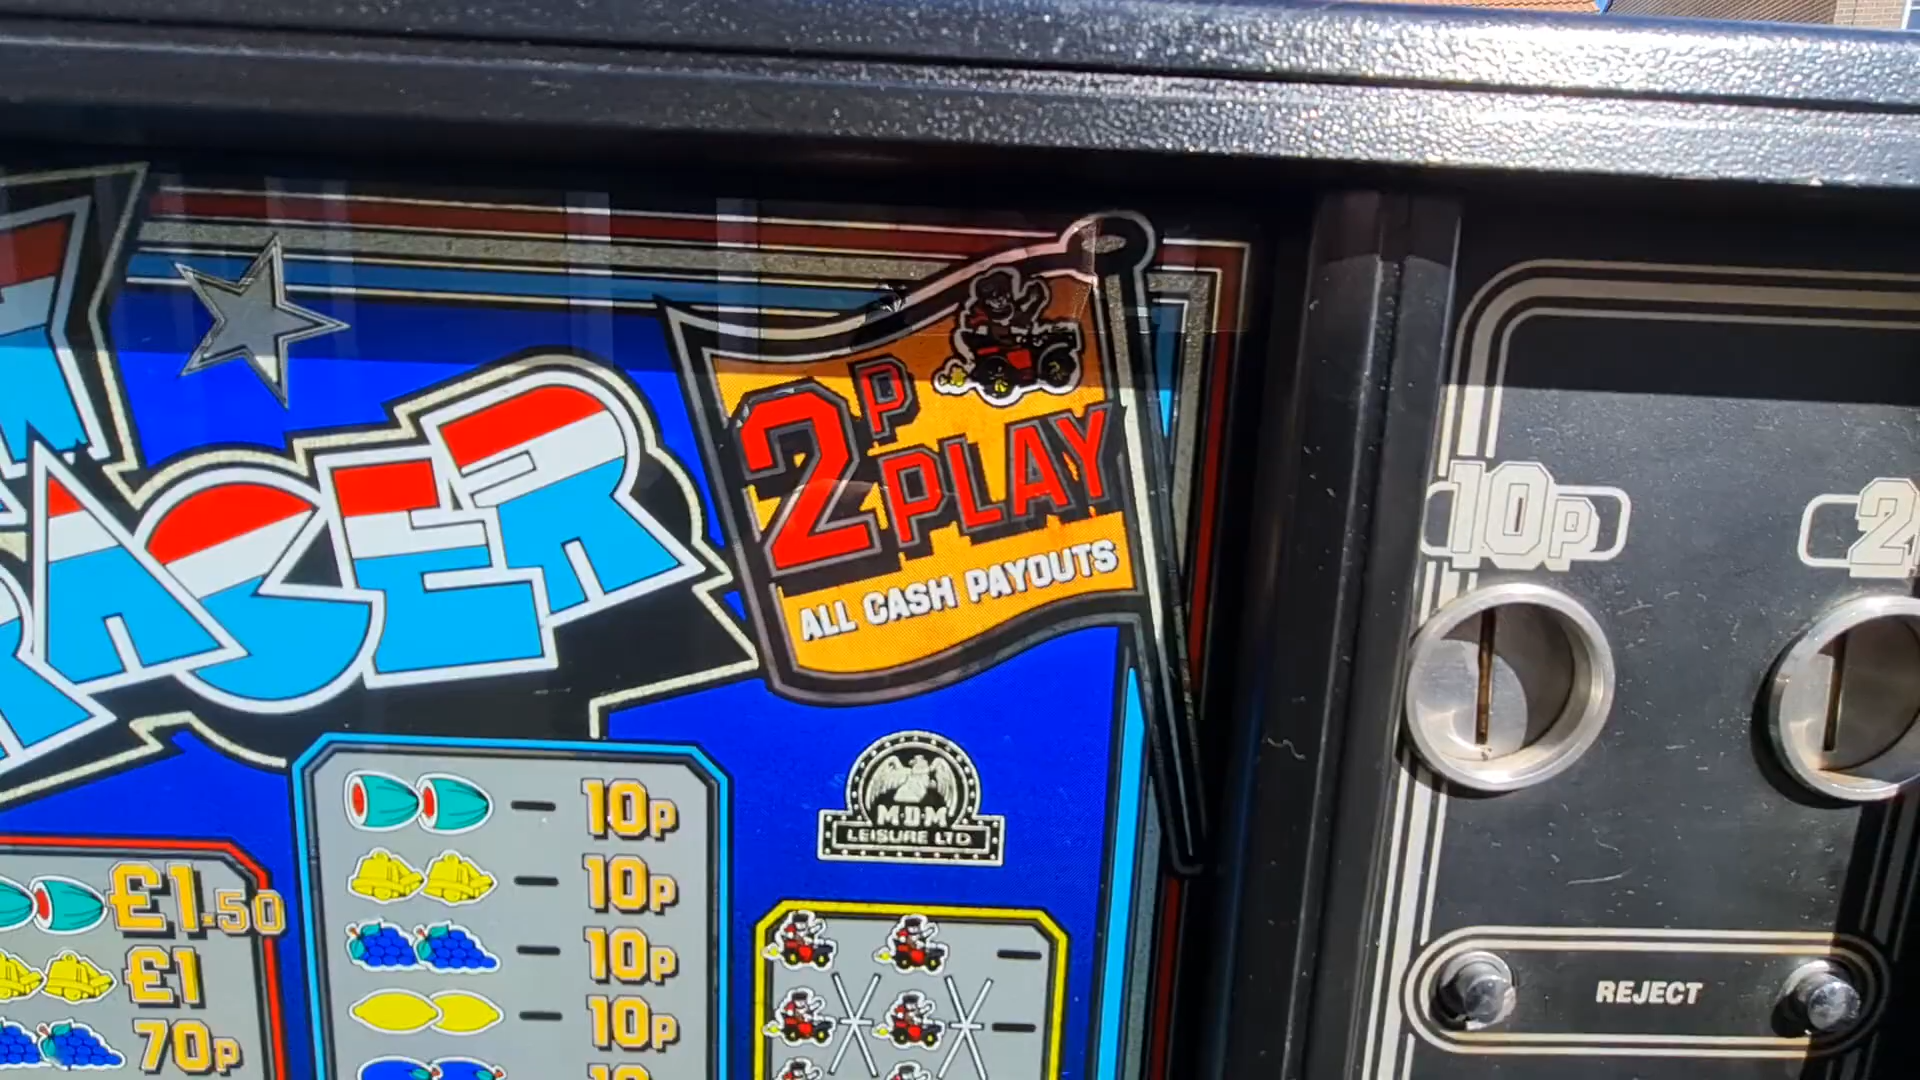 RACER
2P
PLAY
ALL CASH PAYOUTS
10P
M·D·M
LEISURE LTD
10P
10P
10P
10P
£1.50
£1
70P
REJECT